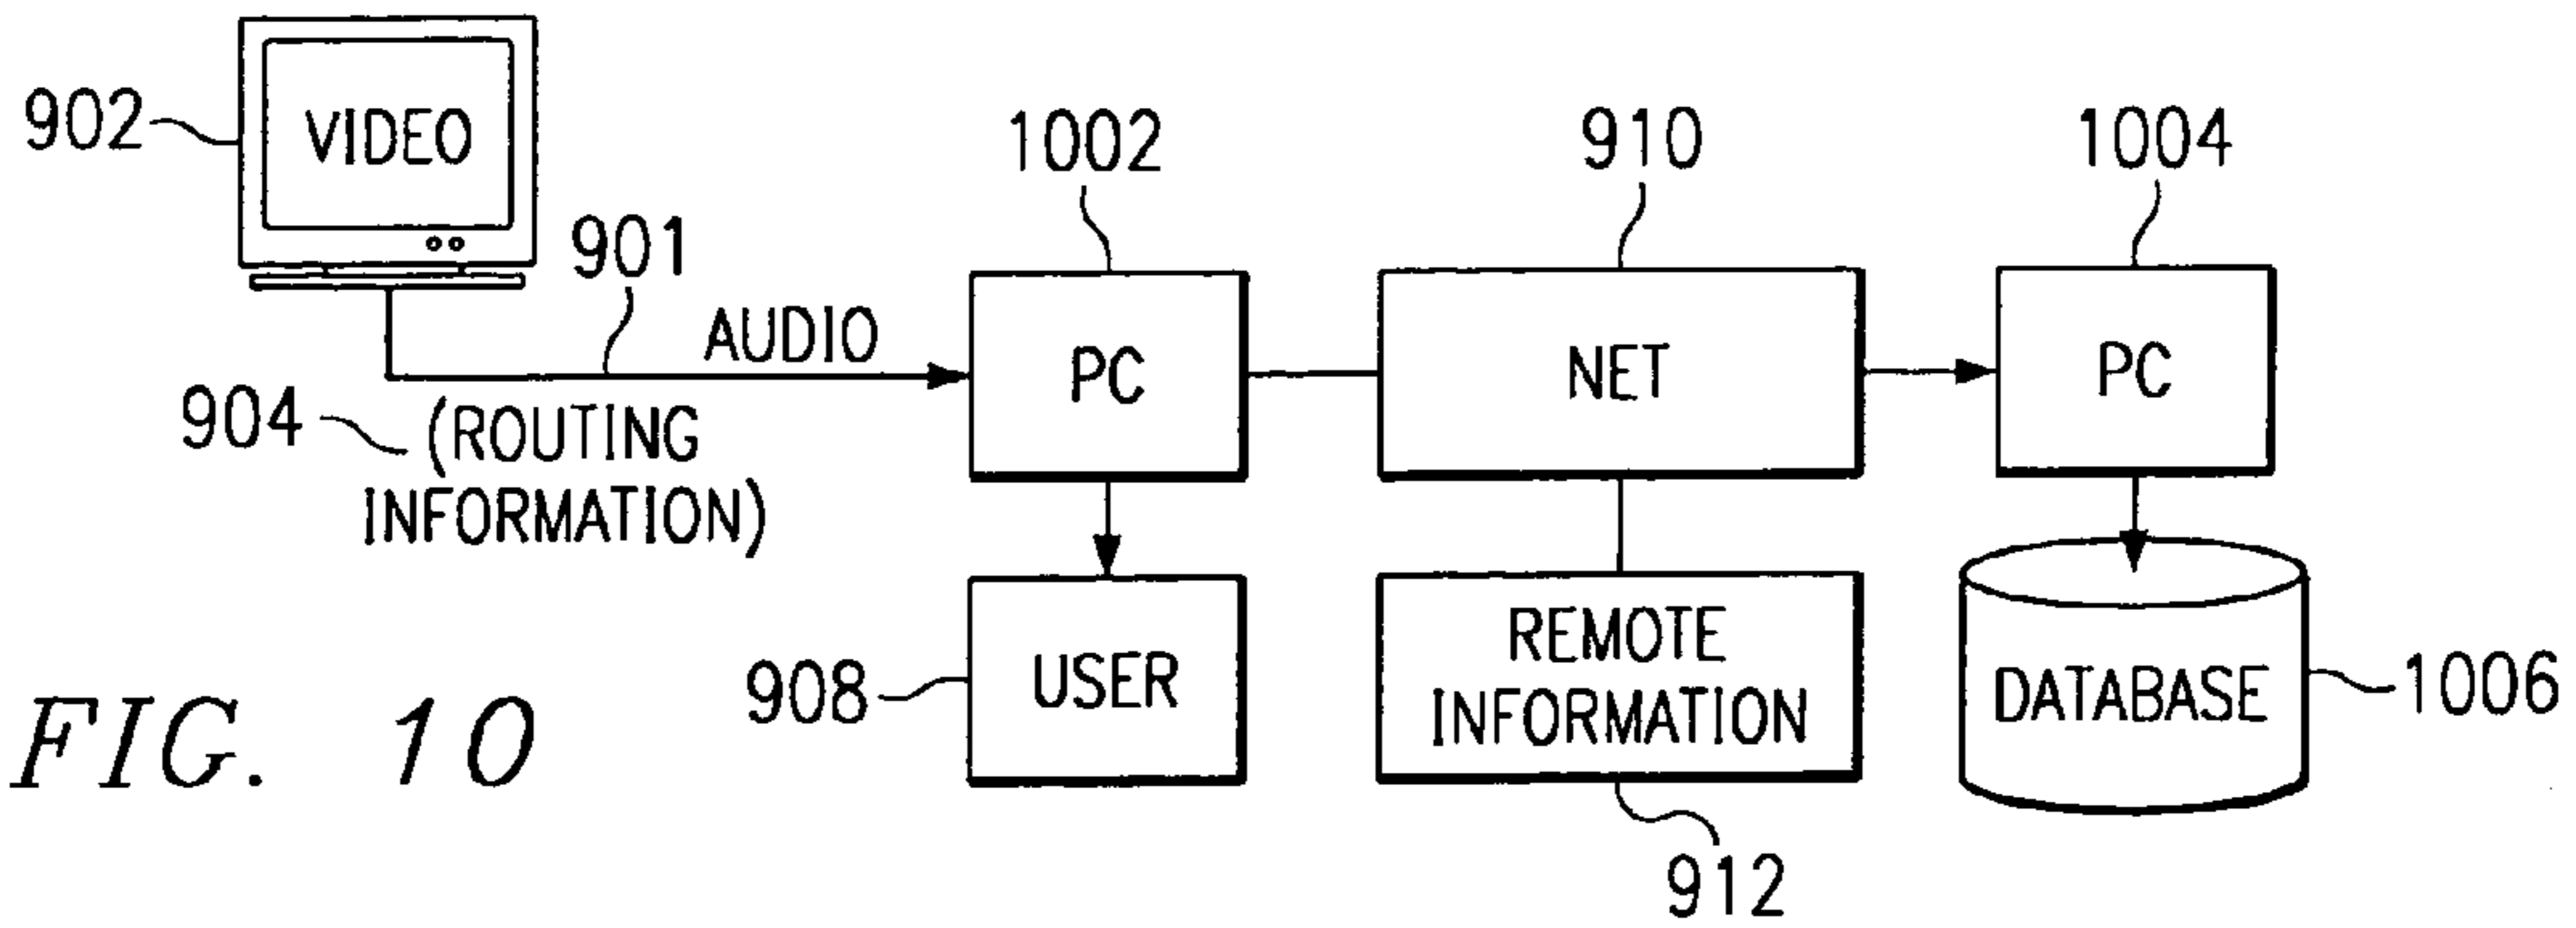 902
VIDEO
901
AUDIO
904
(ROUTING
INFORMATION)
1002
PC
910
NET
1004
PC
908
USER
REMOTE
INFORMATION
912
DATABASE
1006
FIG. 10